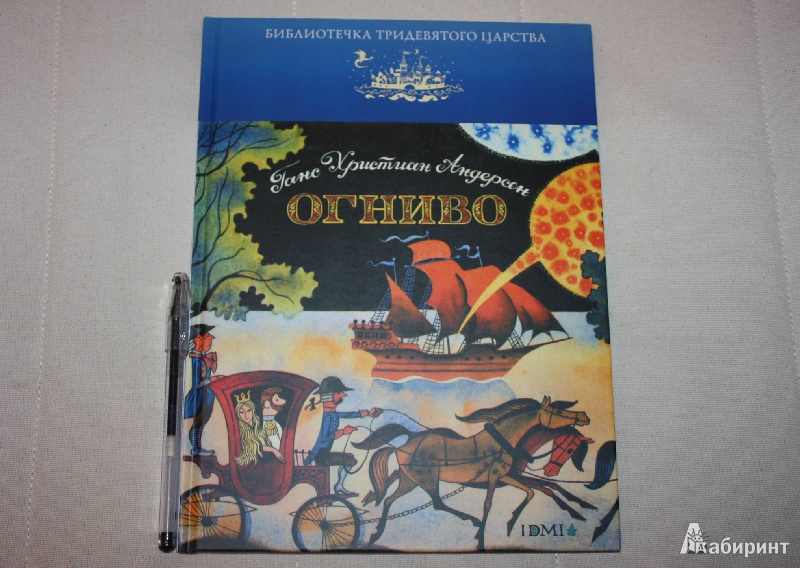 БИБЛИОТЕЧКА ТРИДЕВЯТОГО ЦАРСТВА
Ганс Христиан Андерсен
ОГНИВО
IDMI
Лабиринт